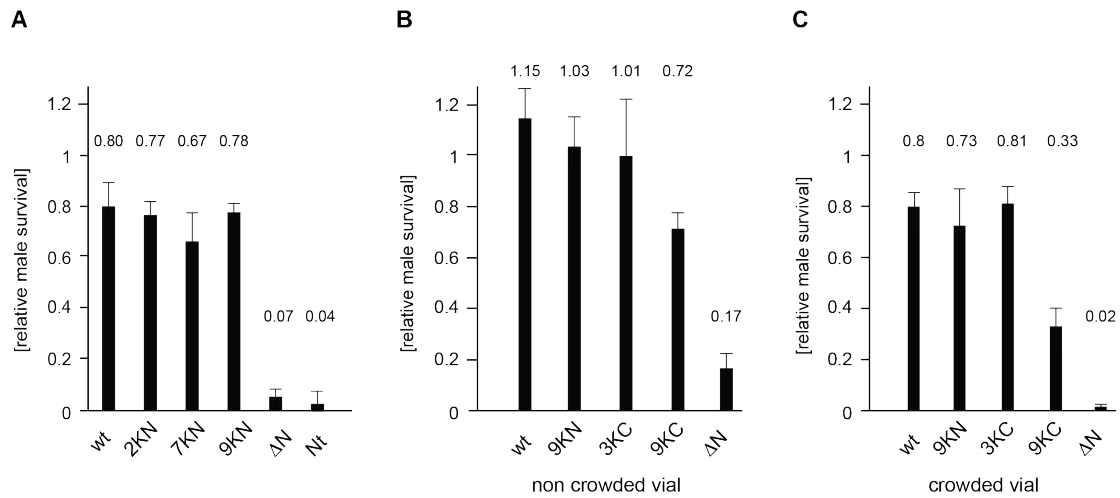 A
[relative male survival]
1.2
1
0.8
0.6
0.4
0.2
0
0.80 0.77 0.67 0.78 0.07 0.04
wt 2KN 7KN 9KN ΔN Nt
B
[relative male survival]
1.2
1
0.8
0.6
0.4
0.2
0
1.15 1.03 1.01 0.72 0.17
wt 9KN 3KC 9KC ΔN
non crowded vial
C
[relative male survival]
1.2
1
0.8
0.6
0.4
0.2
0
0.8 0.73 0.81 0.33 0.02
wt 9KN 3KC 9KC ΔN
crowded vial